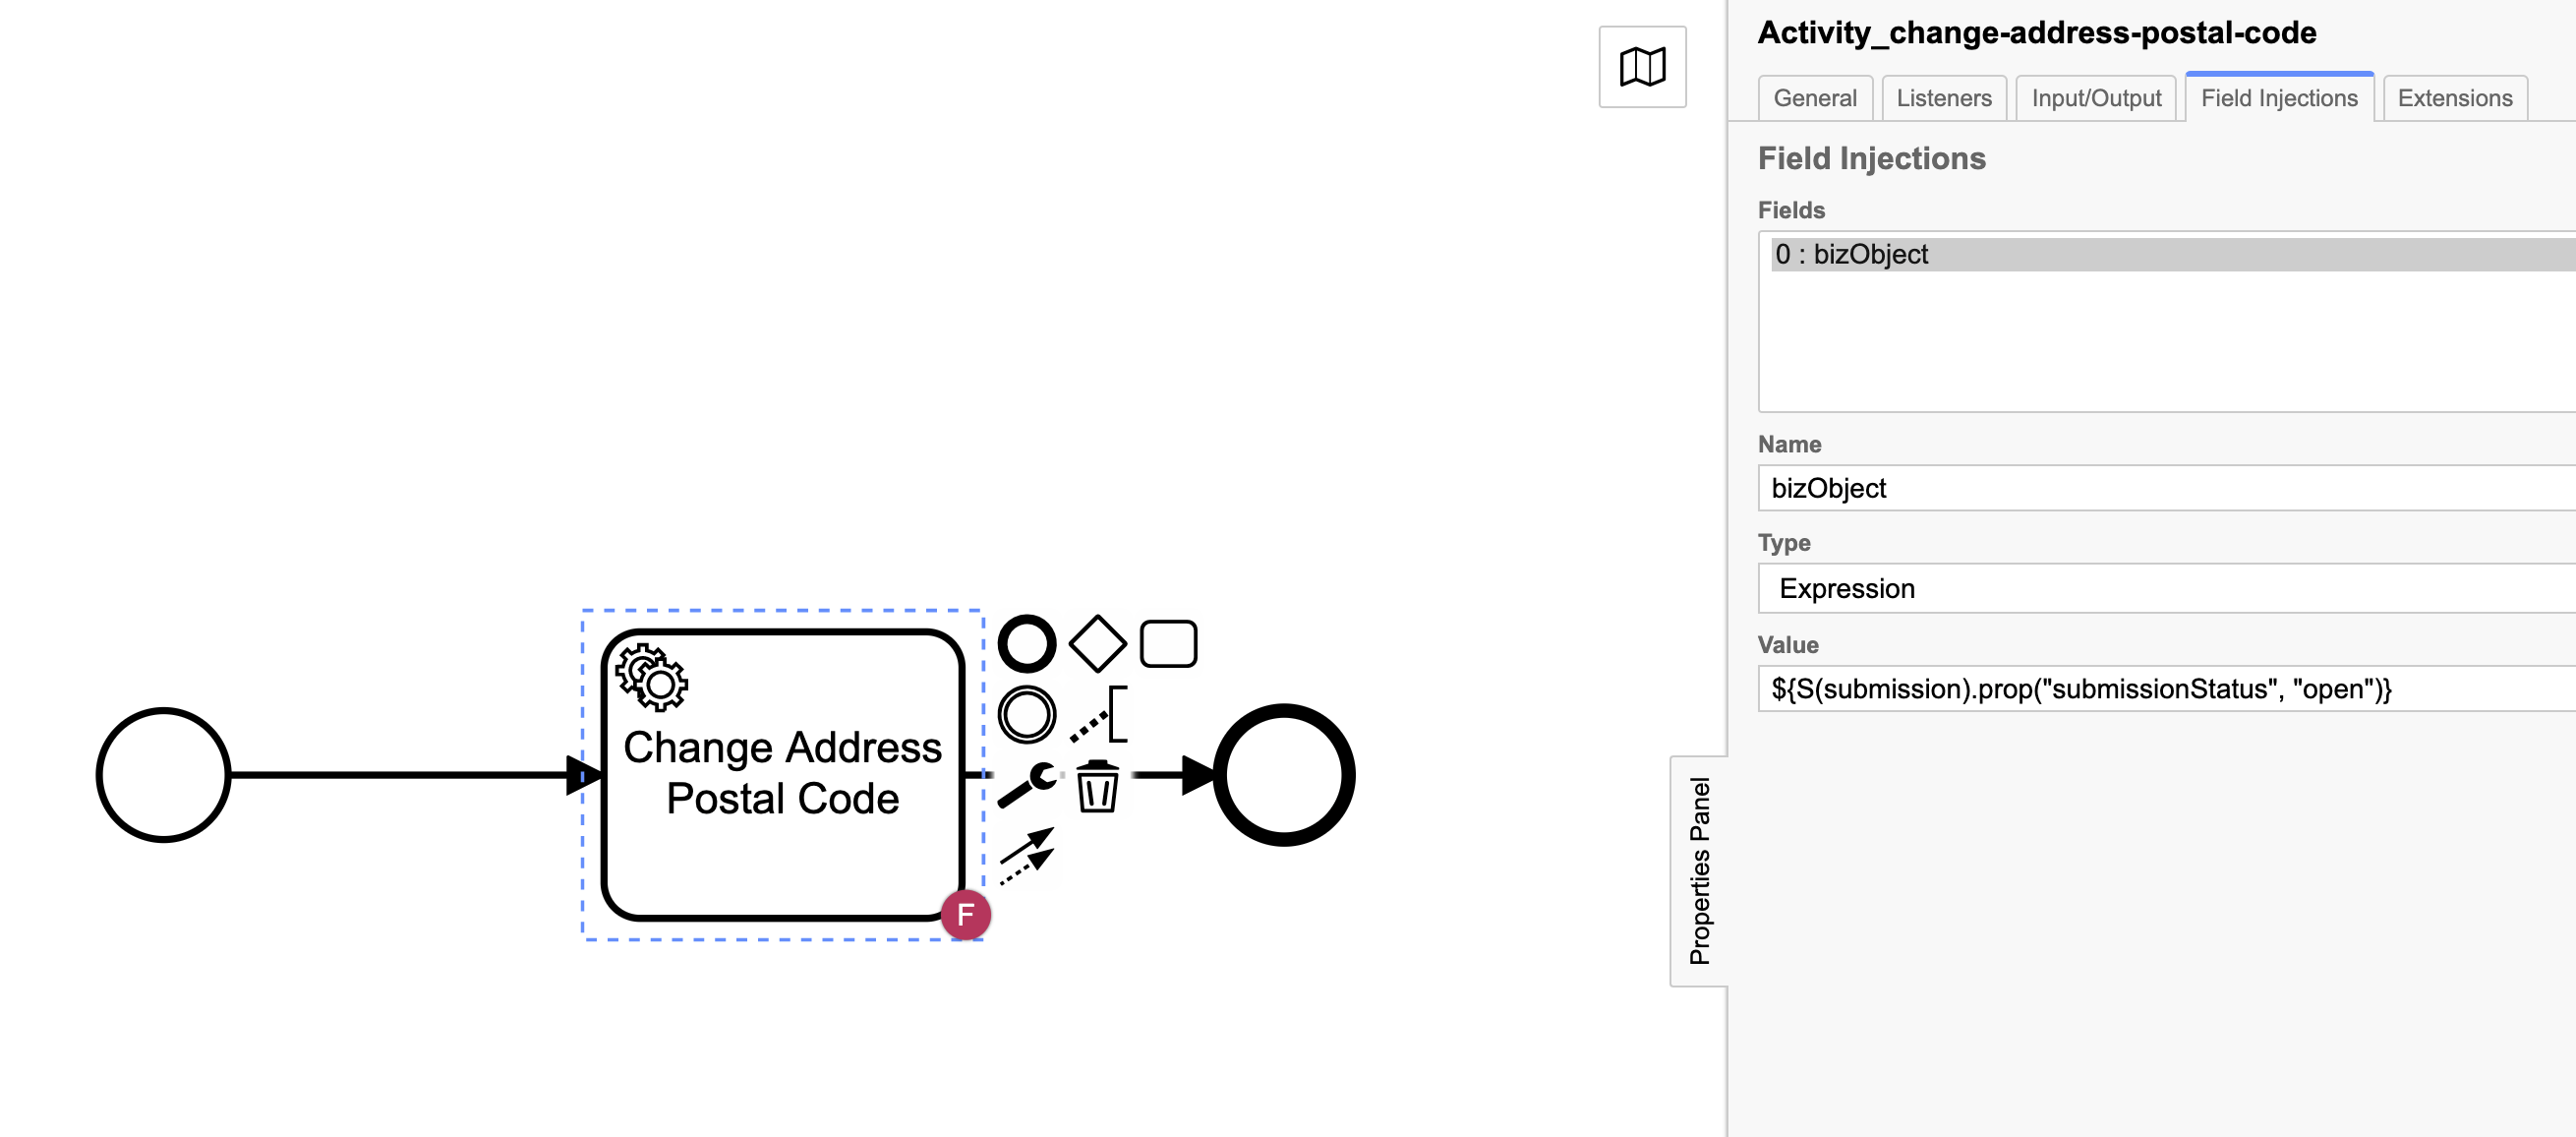 Change Address
Postal Code
F
Properties Panel
Activity_change-address-postal-code
General
Listeners
Input/Output
Field Injections
Extensions
Field Injections
Fields
0 : bizObject
Name
bizObject
Type
Expression
Value
${S(submission).prop("submissionStatus", "open")}